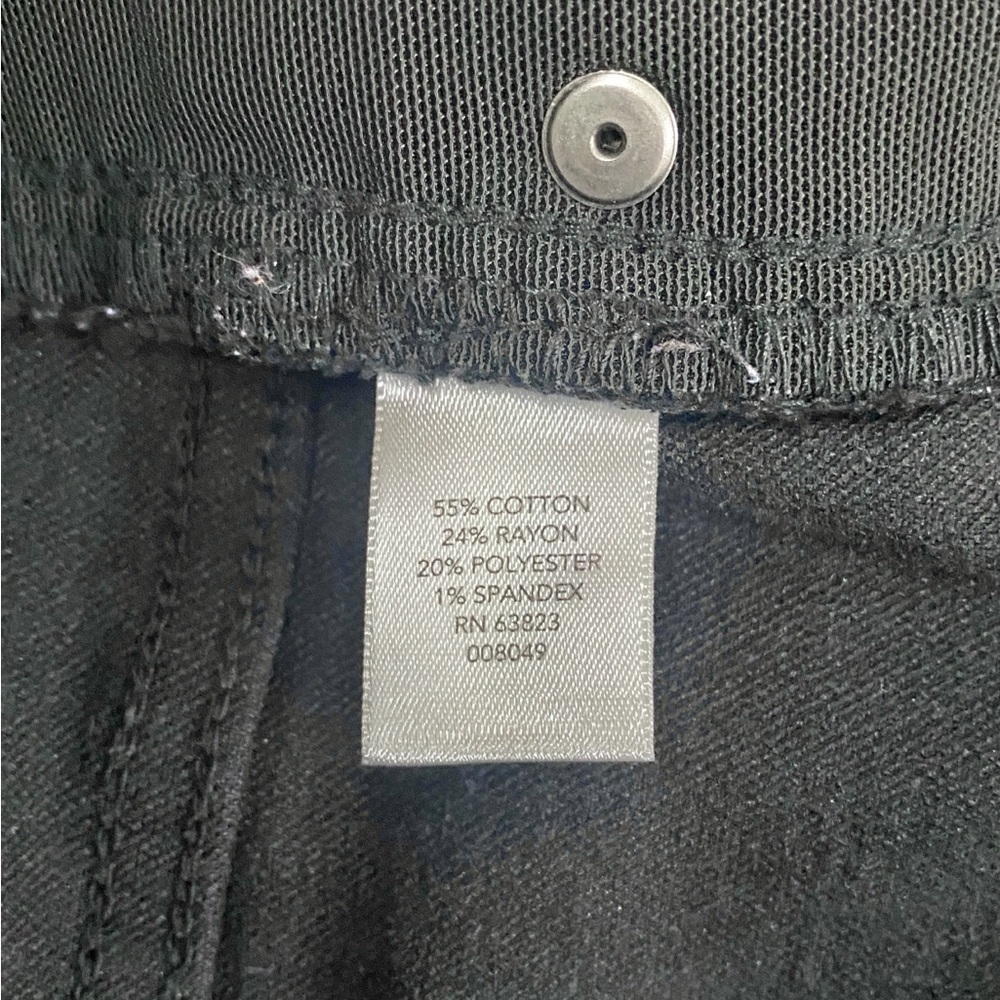 55% COTTON
24% RAYON
20% POLYESTER
1% SPANDEX
RN 63823
008049